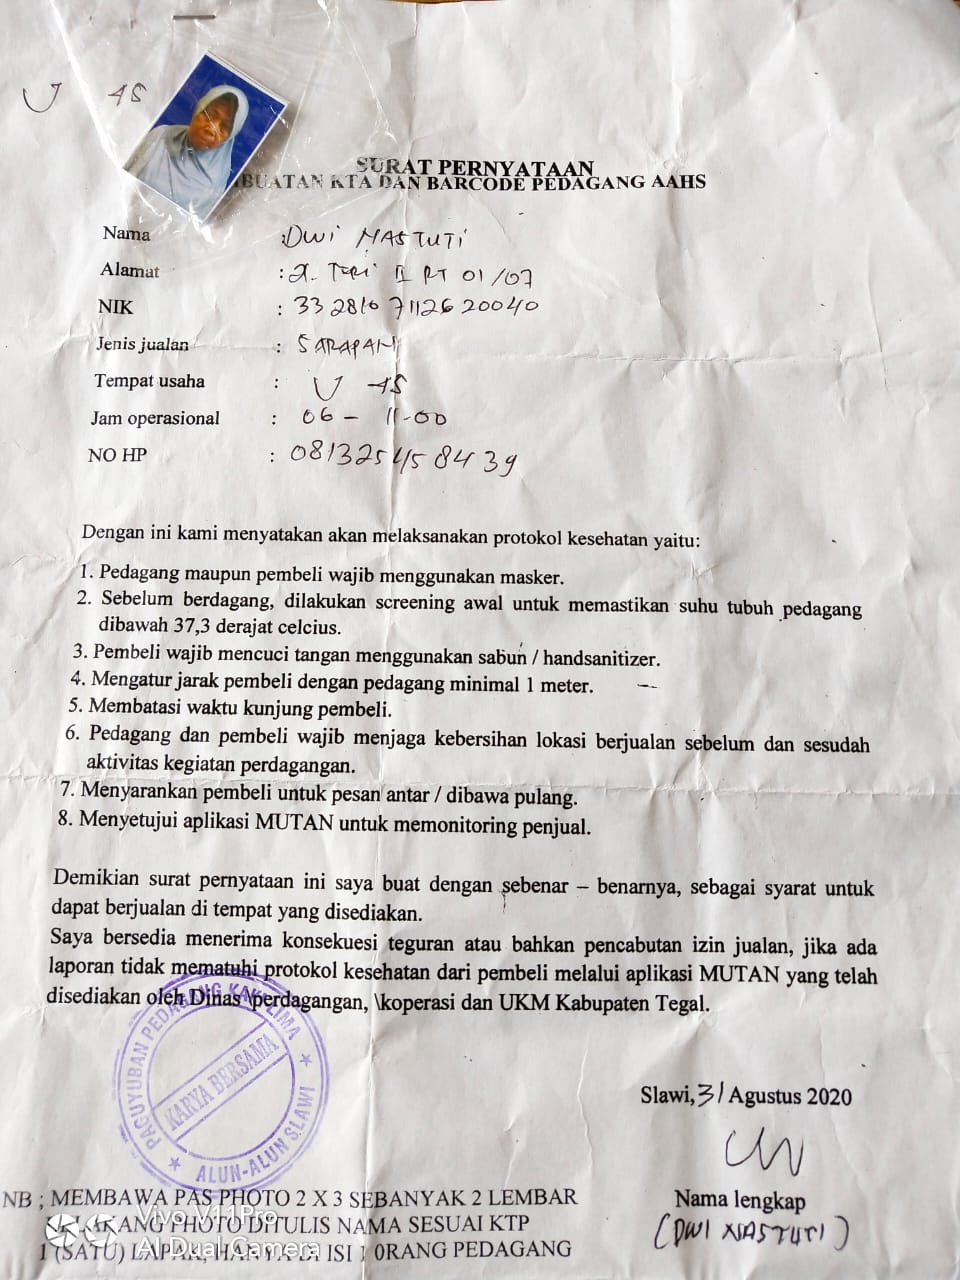 U 45
SURAT PERNYATAAN
BUATAN KTA DAN BARCODE PEDAGANG AAHS
Nama : DWI NASTUTI
Alamat : Jl. TERI II RT 01/07
NIK : 3328107112620040
Jenis jualan : SARAPAN
Tempat usaha : U 45
Jam operasional : 06 - 11-00
NO HP : 081325458439
Dengan ini kami menyatakan akan melaksanakan protokol kesehatan yaitu:
1. Pedagang maupun pembeli wajib menggunakan masker.
2. Sebelum berdagang, dilakukan screening awal untuk memastikan suhu tubuh pedagang
dibawah 37,3 derajat celcius.
3. Pembeli wajib mencuci tangan menggunakan sabun / handsanitizer.
4. Mengatur jarak pembeli dengan pedagang minimal 1 meter.
5. Membatasi waktu kunjung pembeli.
6. Pedagang dan pembeli wajib menjaga kebersihan lokasi berjualan sebelum dan sesudah
aktivitas kegiatan perdagangan.
7. Menyarankan pembeli untuk pesan antar / dibawa pulang.
8. Menyetujui aplikasi MUTAN untuk memonitoring penjual.
Demikian surat pernyataan ini saya buat dengan sebenar – benarnya, sebagai syarat untuk
dapat berjualan di tempat yang disediakan.
Saya bersedia menerima konsekuesi teguran atau bahkan pencabutan izin jualan, jika ada
laporan tidak mematuhi protokol kesehatan dari pembeli melalui aplikasi MUTAN yang telah
disediakan oleh Dinas \perdagangan, \koperasi dan UKM Kabupaten Tegal.
PAGUYUBAN PEDAGANG KAKI LIMA
KARYA BERSAMA
ALUN-ALUN SLAWI
Slawi, 31 Agustus 2020
Nama lengkap
(DWI NASTUTI)
NB ; MEMBAWA PAS PHOTO 2 X 3 SEBANYAK 2 LEMBAR
AKANG PHOTO DITULIS NAMA SESUAI KTP
1 (SATU) LAPAK, HANYA DI ISI 1 0RANG PEDAGANG
Vivo V11Pro
AI Dual Camera